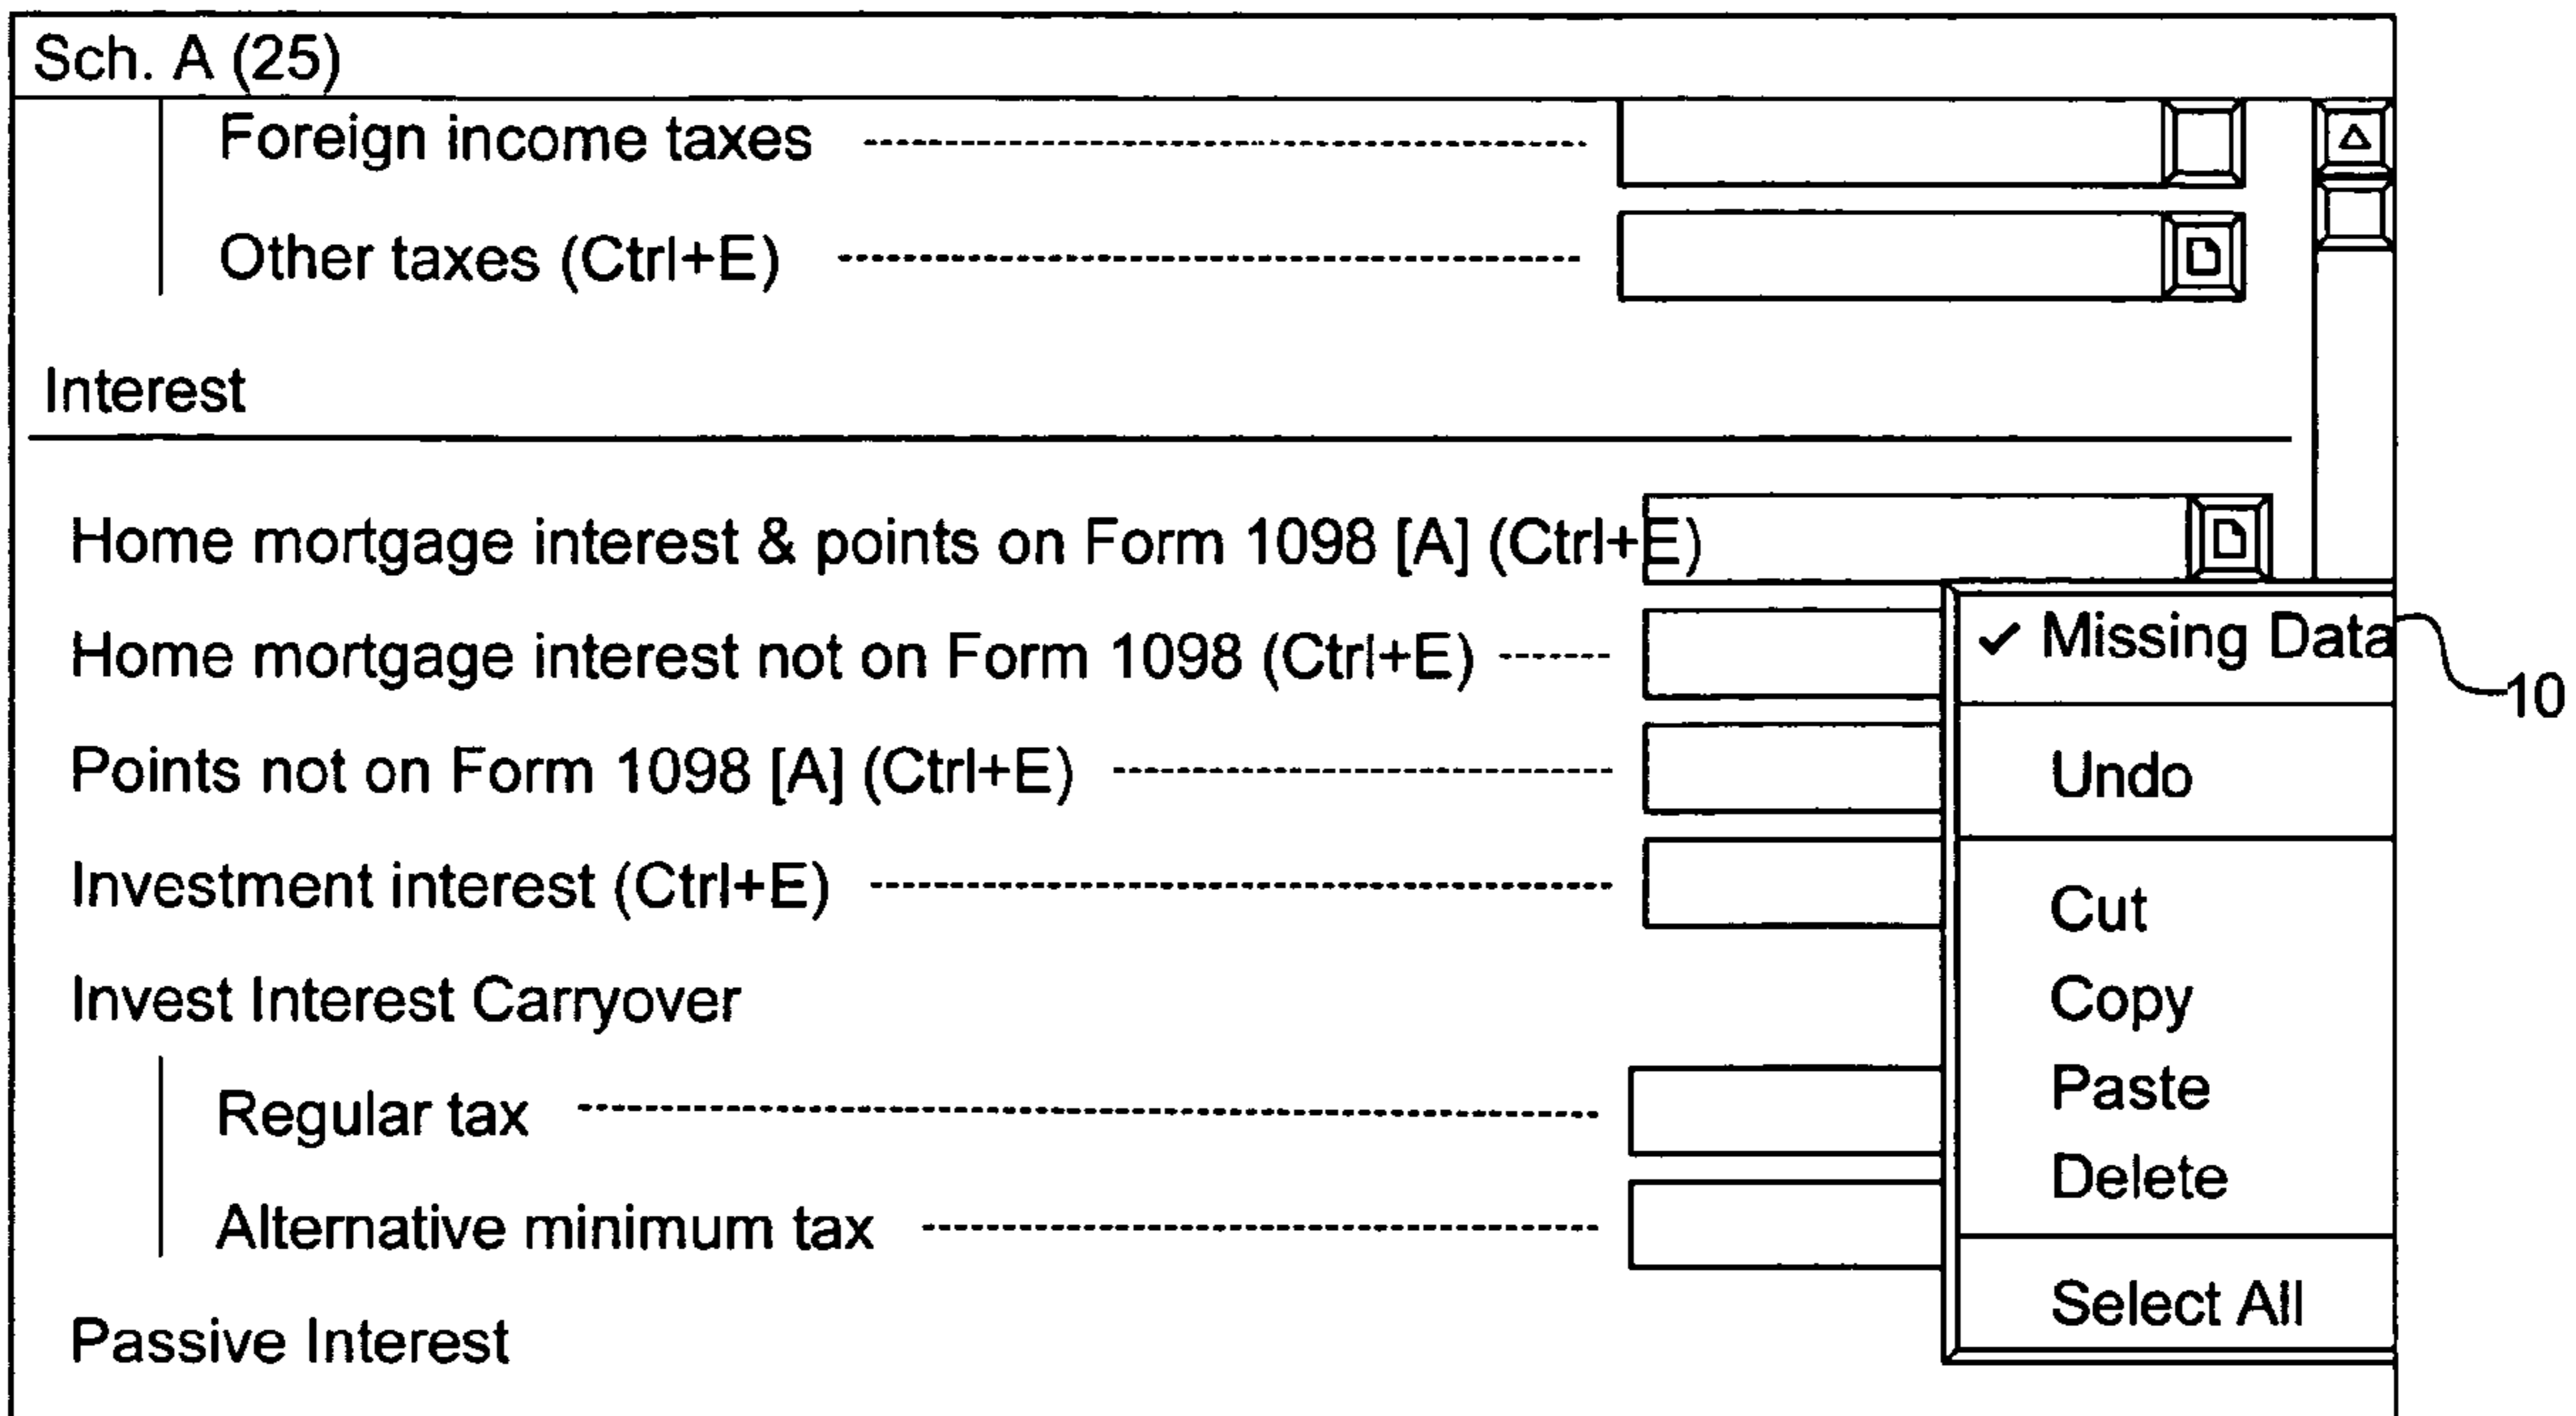 Sch. A (25)
Foreign income taxes
Other taxes (Ctrl+E)
Interest
Home mortgage interest & points on Form 1098 [A] (Ctrl+E)
Home mortgage interest not on Form 1098 (Ctrl+E)
Points not on Form 1098 [A] (Ctrl+E)
Investment interest (Ctrl+E)
Invest Interest Carryover
Regular tax
Alternative minimum tax
Passive Interest
✓ Missing Data
Undo
Cut
Copy
Paste
Delete
Select All
10